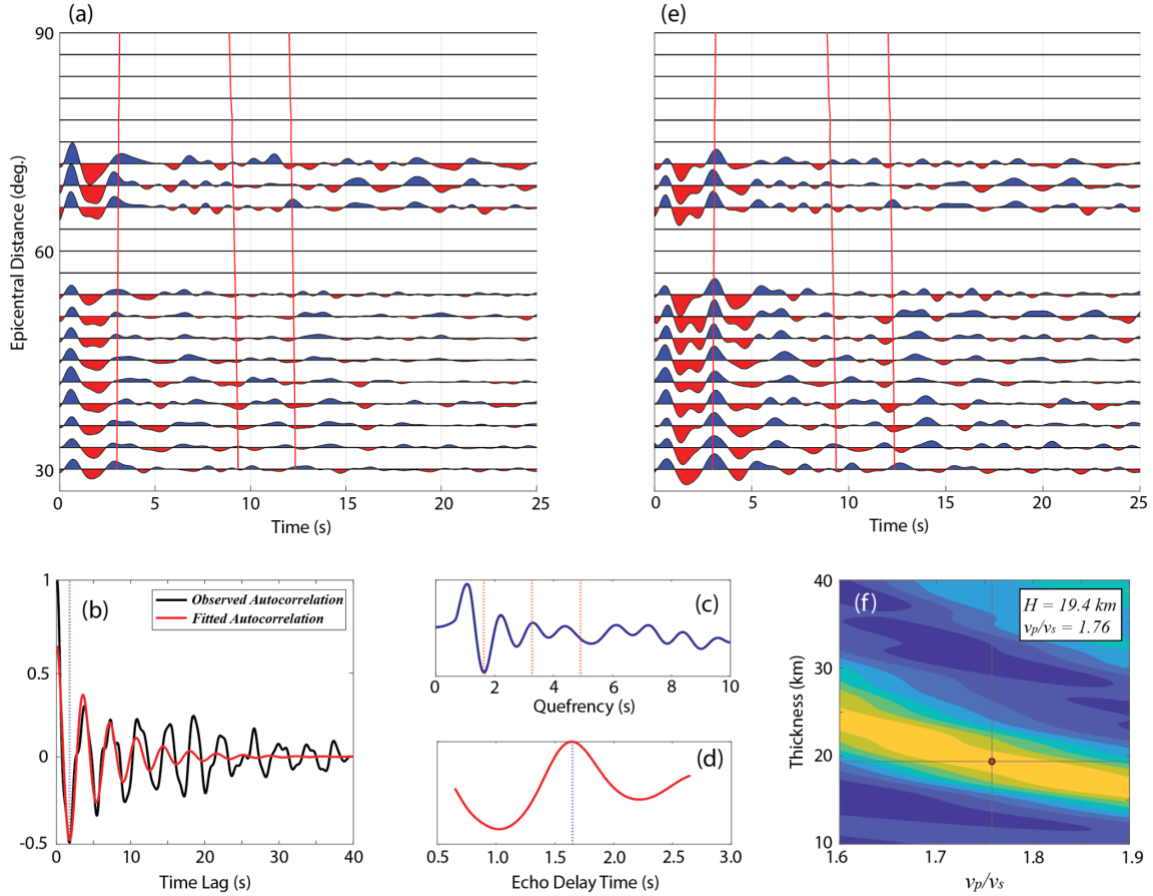 (a)
(e)
90
60
30
Epicentral Distance (deg.)
0 5 10 15 20 25
0 5 10 15 20 25
Time (s)
Time (s)
(b)
Observed Autocorrelation
Fitted Autocorrelation
1
0.5
0
-0.5
0 5 10 15 20 25 30 35 40
Time Lag (s)
(c)
0 2 4 6 8 10
Quefrency (s)
(d)
0.5 1.0 1.5 2.0 2.5 3.0
Echo Delay Time (s)
(f)
H = 19.4 km
vp/vs = 1.76
40
30
20
10
Thickness (km)
1.6 1.7 1.8 1.9
vp/vs